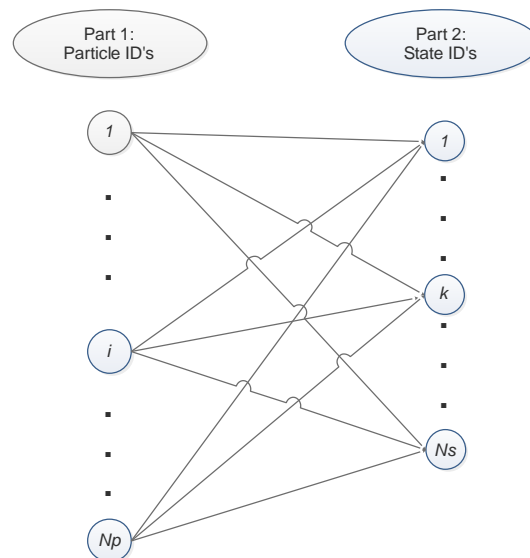 Part 1:
Particle ID's
Part 2:
State ID's
1
1
k
i
Ns
Np